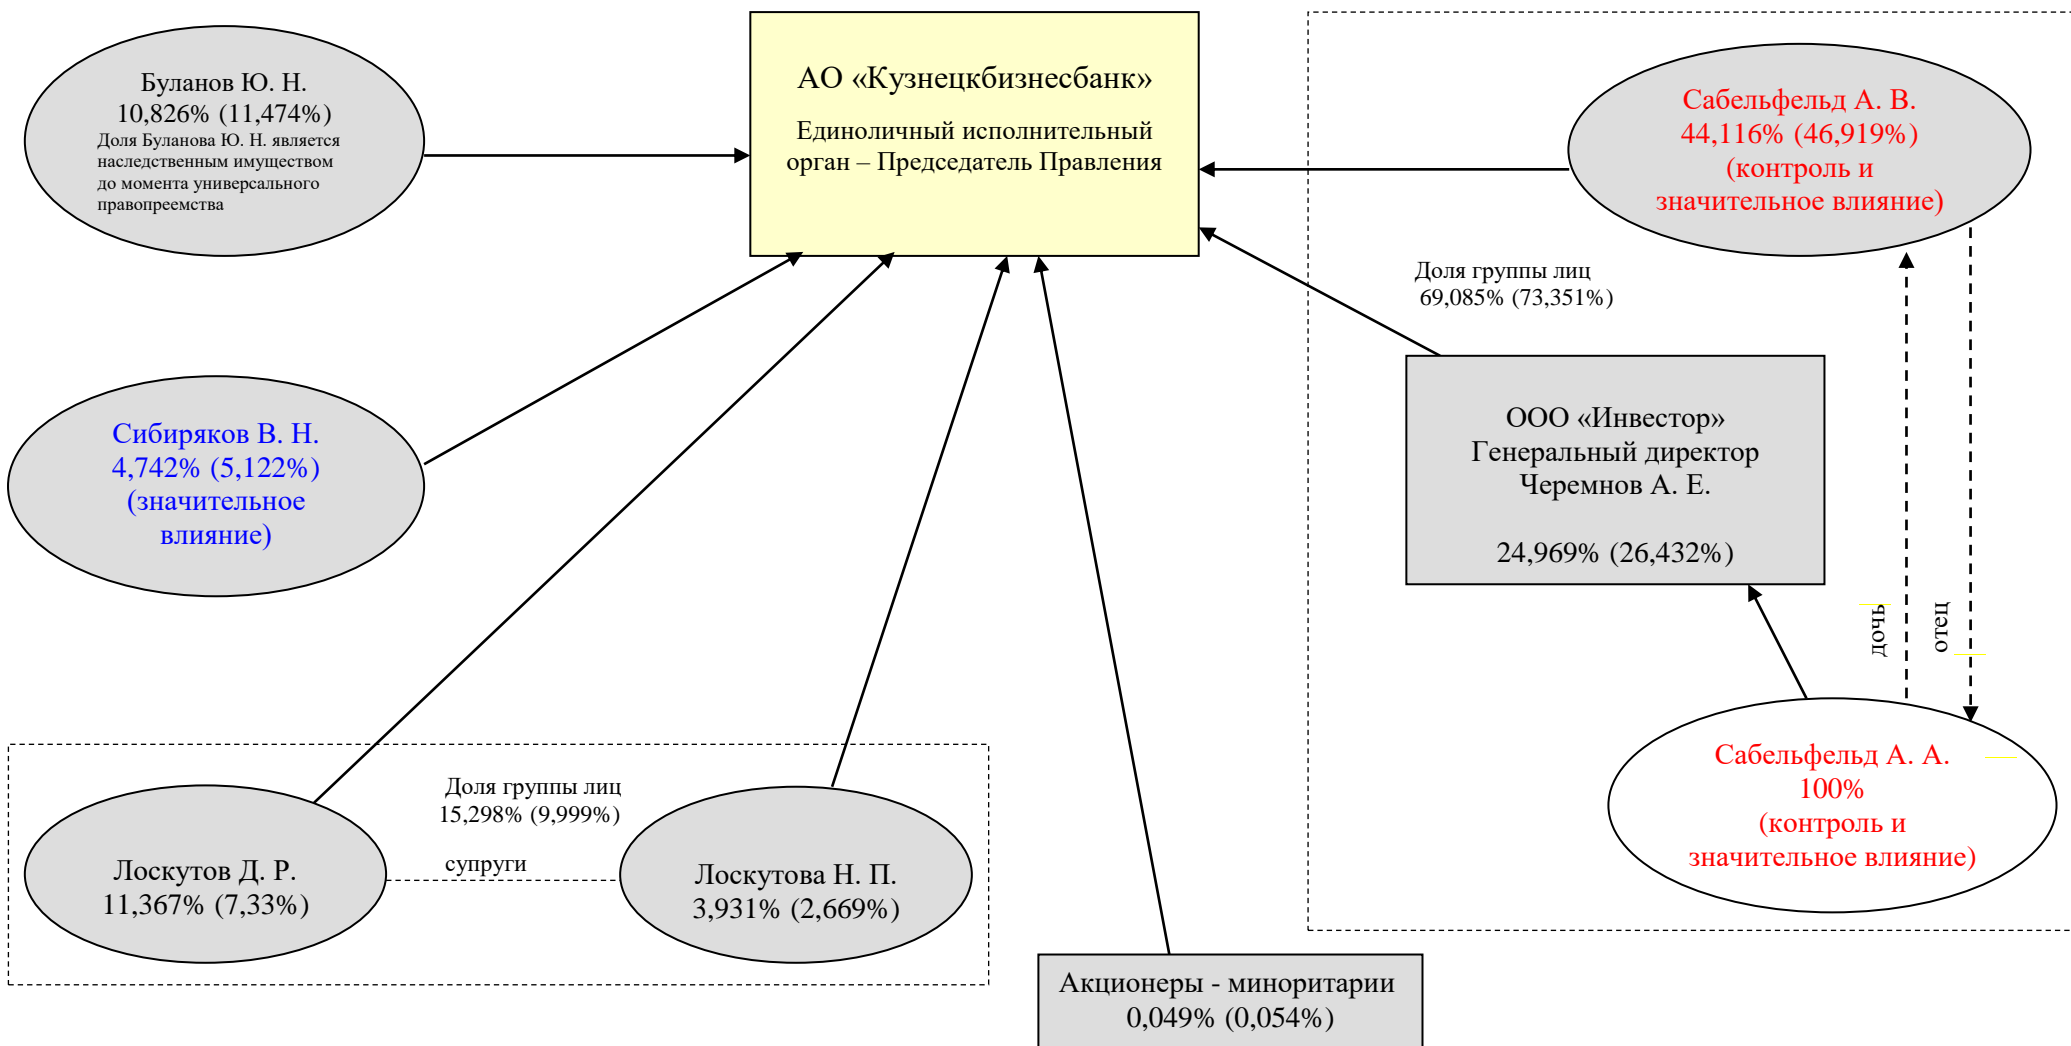 Буланов Ю. Н.
10,826% (11,474%)
Доля Буланова Ю. Н. является
наследственным имуществом
до момента универсального
правопреемства
АО «Кузнецкбизнесбанк»
Единоличный исполнительный
орган – Председатель Правления
Сабельфельд А. В.
44,116% (46,919%)
(контроль и
значительное влияние)
Доля группы лиц
69,085% (73,351%)
Сибиряков В. Н.
4,742% (5,122%)
(значительное
влияние)
ООО «Инвестор»
Генеральный директор
Черемнов А. Е.
24,969% (26,432%)
дочь
отец
Сабельфельд А. А.
100%
(контроль и
значительное влияние)
Доля группы лиц
15,298% (9,999%)
супруги
Лоскутов Д. Р.
11,367% (7,33%)
Лоскутова Н. П.
3,931% (2,669%)
Акционеры - миноритарии
0,049% (0,054%)